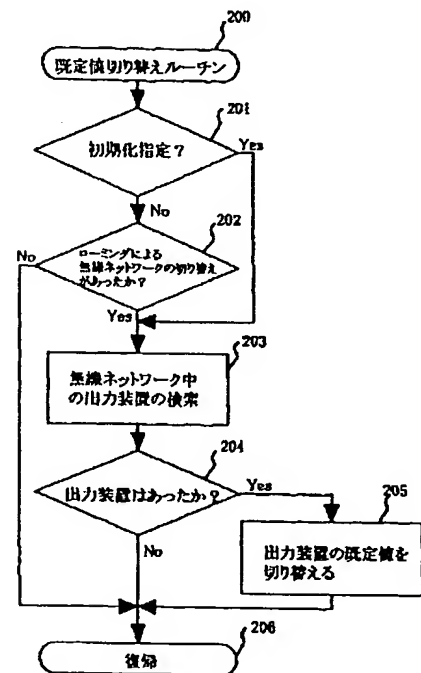 200
既定値切り替えルーチン
201
初期化指定?
Yes
No
202
ローミングによる
無線ネットワークの切り替え
があったか?
No
Yes
203
無線ネットワーク中
の出力装置の検索
204
出力装置はあったか?
Yes
No
205
出力装置の既定値を
切り替える
206
復帰